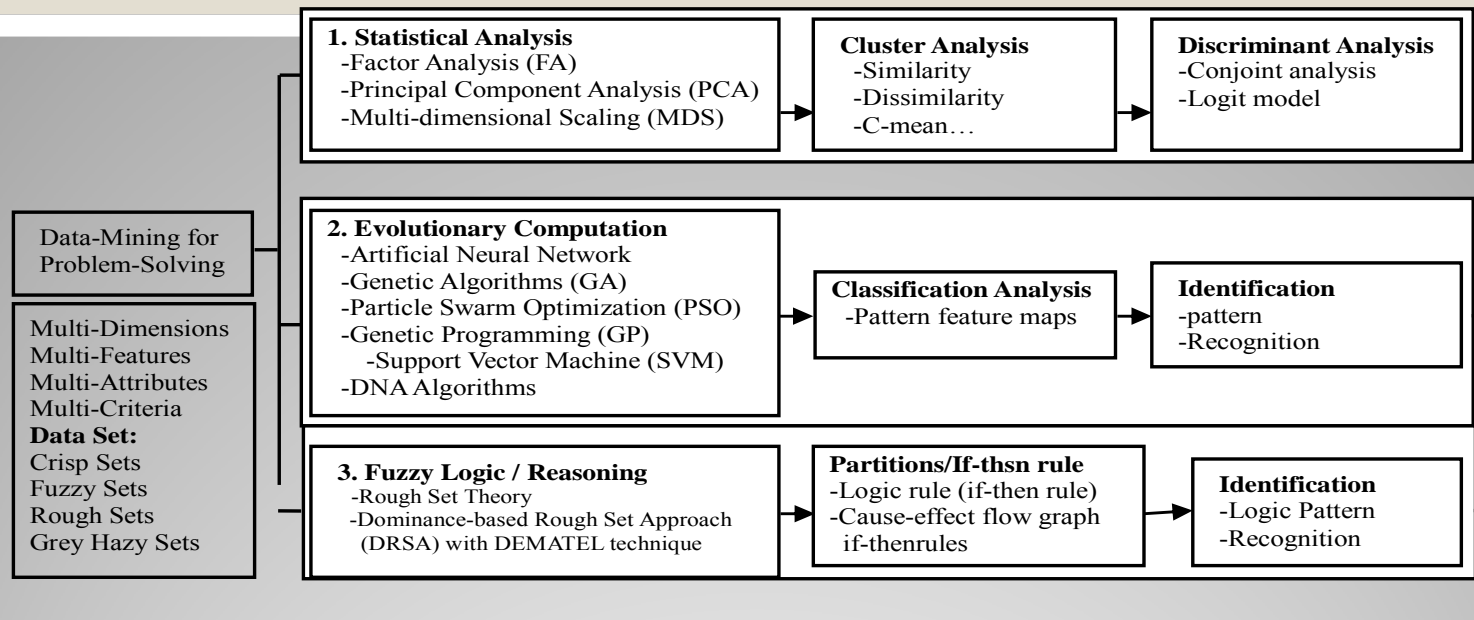 1. Statistical Analysis
-Factor Analysis (FA)
-Principal Component Analysis (PCA)
-Multi-dimensional Scaling (MDS)
Cluster Analysis
-Similarity
-Dissimilarity
-C-mean…
Discriminant Analysis
-Conjoint analysis
-Logit model
Data-Mining for
Problem-Solving
Multi-Dimensions
Multi-Features
Multi-Attributes
Multi-Criteria
Data Set:
Crisp Sets
Fuzzy Sets
Rough Sets
Grey Hazy Sets
2. Evolutionary Computation
-Artificial Neural Network
-Genetic Algorithms (GA)
-Particle Swarm Optimization (PSO)
-Genetic Programming (GP)
-Support Vector Machine (SVM)
-DNA Algorithms
Classification Analysis
-Pattern feature maps
Identification
-pattern
-Recognition
3. Fuzzy Logic / Reasoning
-Rough Set Theory
-Dominance-based Rough Set Approach
(DRSA) with DEMATEL technique
Partitions/If-thsn rule
-Logic rule (if-then rule)
-Cause-effect flow graph
if-thenrules
Identification
-Logic Pattern
-Recognition